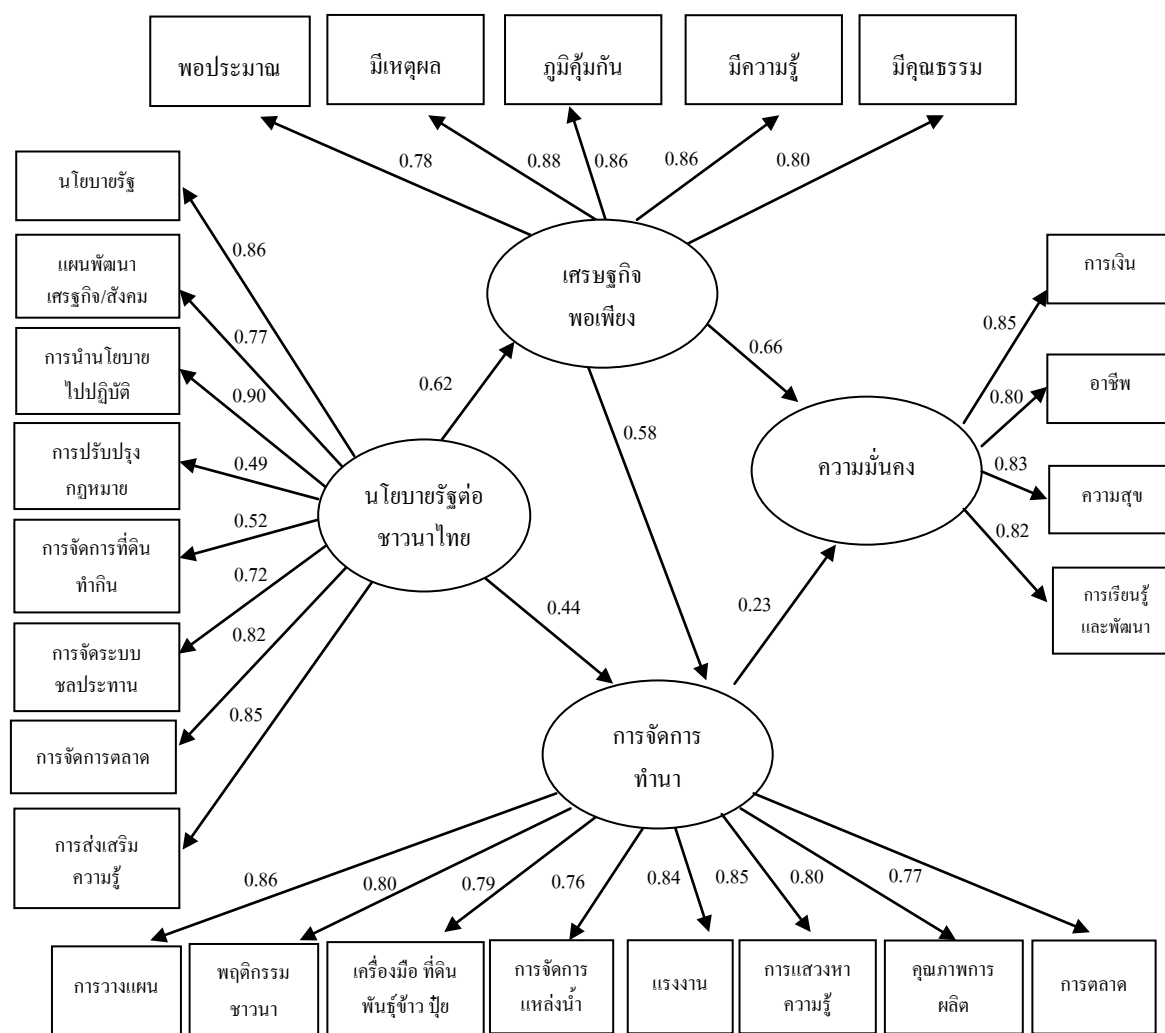 พอประมาณ
มีเหตุผล
ภูมิคุ้มกัน
มีความรู้
มีคุณธรรม
0.78
0.88
0.86
0.86
0.80
นโยบายรัฐ
แผนพัฒนา
เศรฐกิจ/สังคม
การนำนโยบาย
ไปปฏิบัติ
การปรับปรุง
กฎหมาย
การจัดการที่ดิน
ทำกิน
การจัดระบบ
ชลประทาน
การจัดการตลาด
การส่งเสริม
ความรู้
0.86
0.77
0.90
0.49
0.52
0.72
0.82
0.85
นโยบายรัฐต่อ
ชาวนาไทย
0.62
0.44
เศรษฐกิจ
พอเพียง
0.66
0.58
ความมั่นคง
0.23
0.85
0.80
0.83
0.82
การเงิน
อาชีพ
ความสุข
การเรียนรู้
และพัฒนา
การจัดการ
ทำนา
0.86
0.80
0.79
0.76
0.84
0.85
0.80
0.77
การวางแผน
พฤติกรรม
ชาวนา
เครื่องมือ ที่ดิน
พันธุ์ข้าว ปุ๋ย
การจัดการ
แหล่งน้ำ
แรงงาน
การแสวงหา
ความรู้
คุณภาพการ
ผลิต
การตลาด